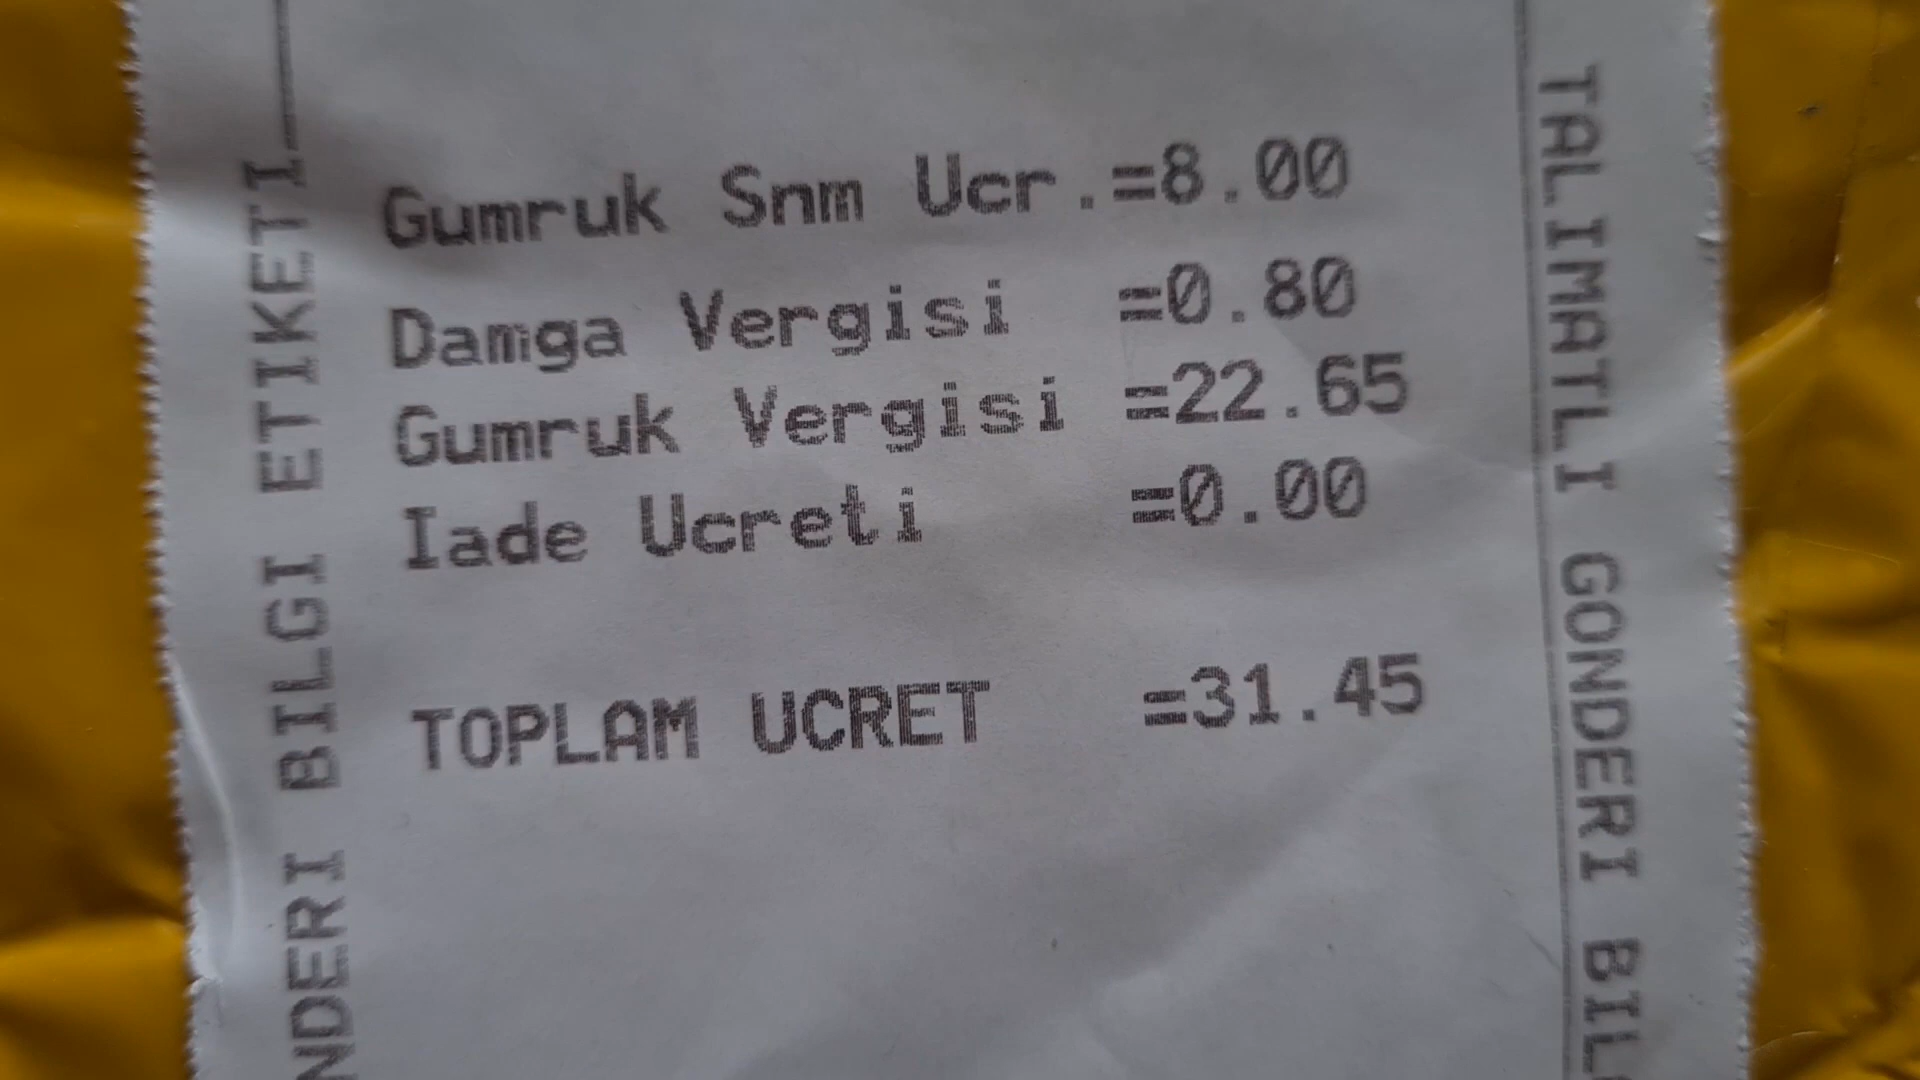 Gumruk Snm Ucr.=8.00
Damga Vergisi =0.80
Gumruk Vergisi =22.65
Iade Ucreti =0.00
TOPLAM UCRET =31.45
NDERI BILGI ETIKETI
TALIMATLI GONDERI BIL